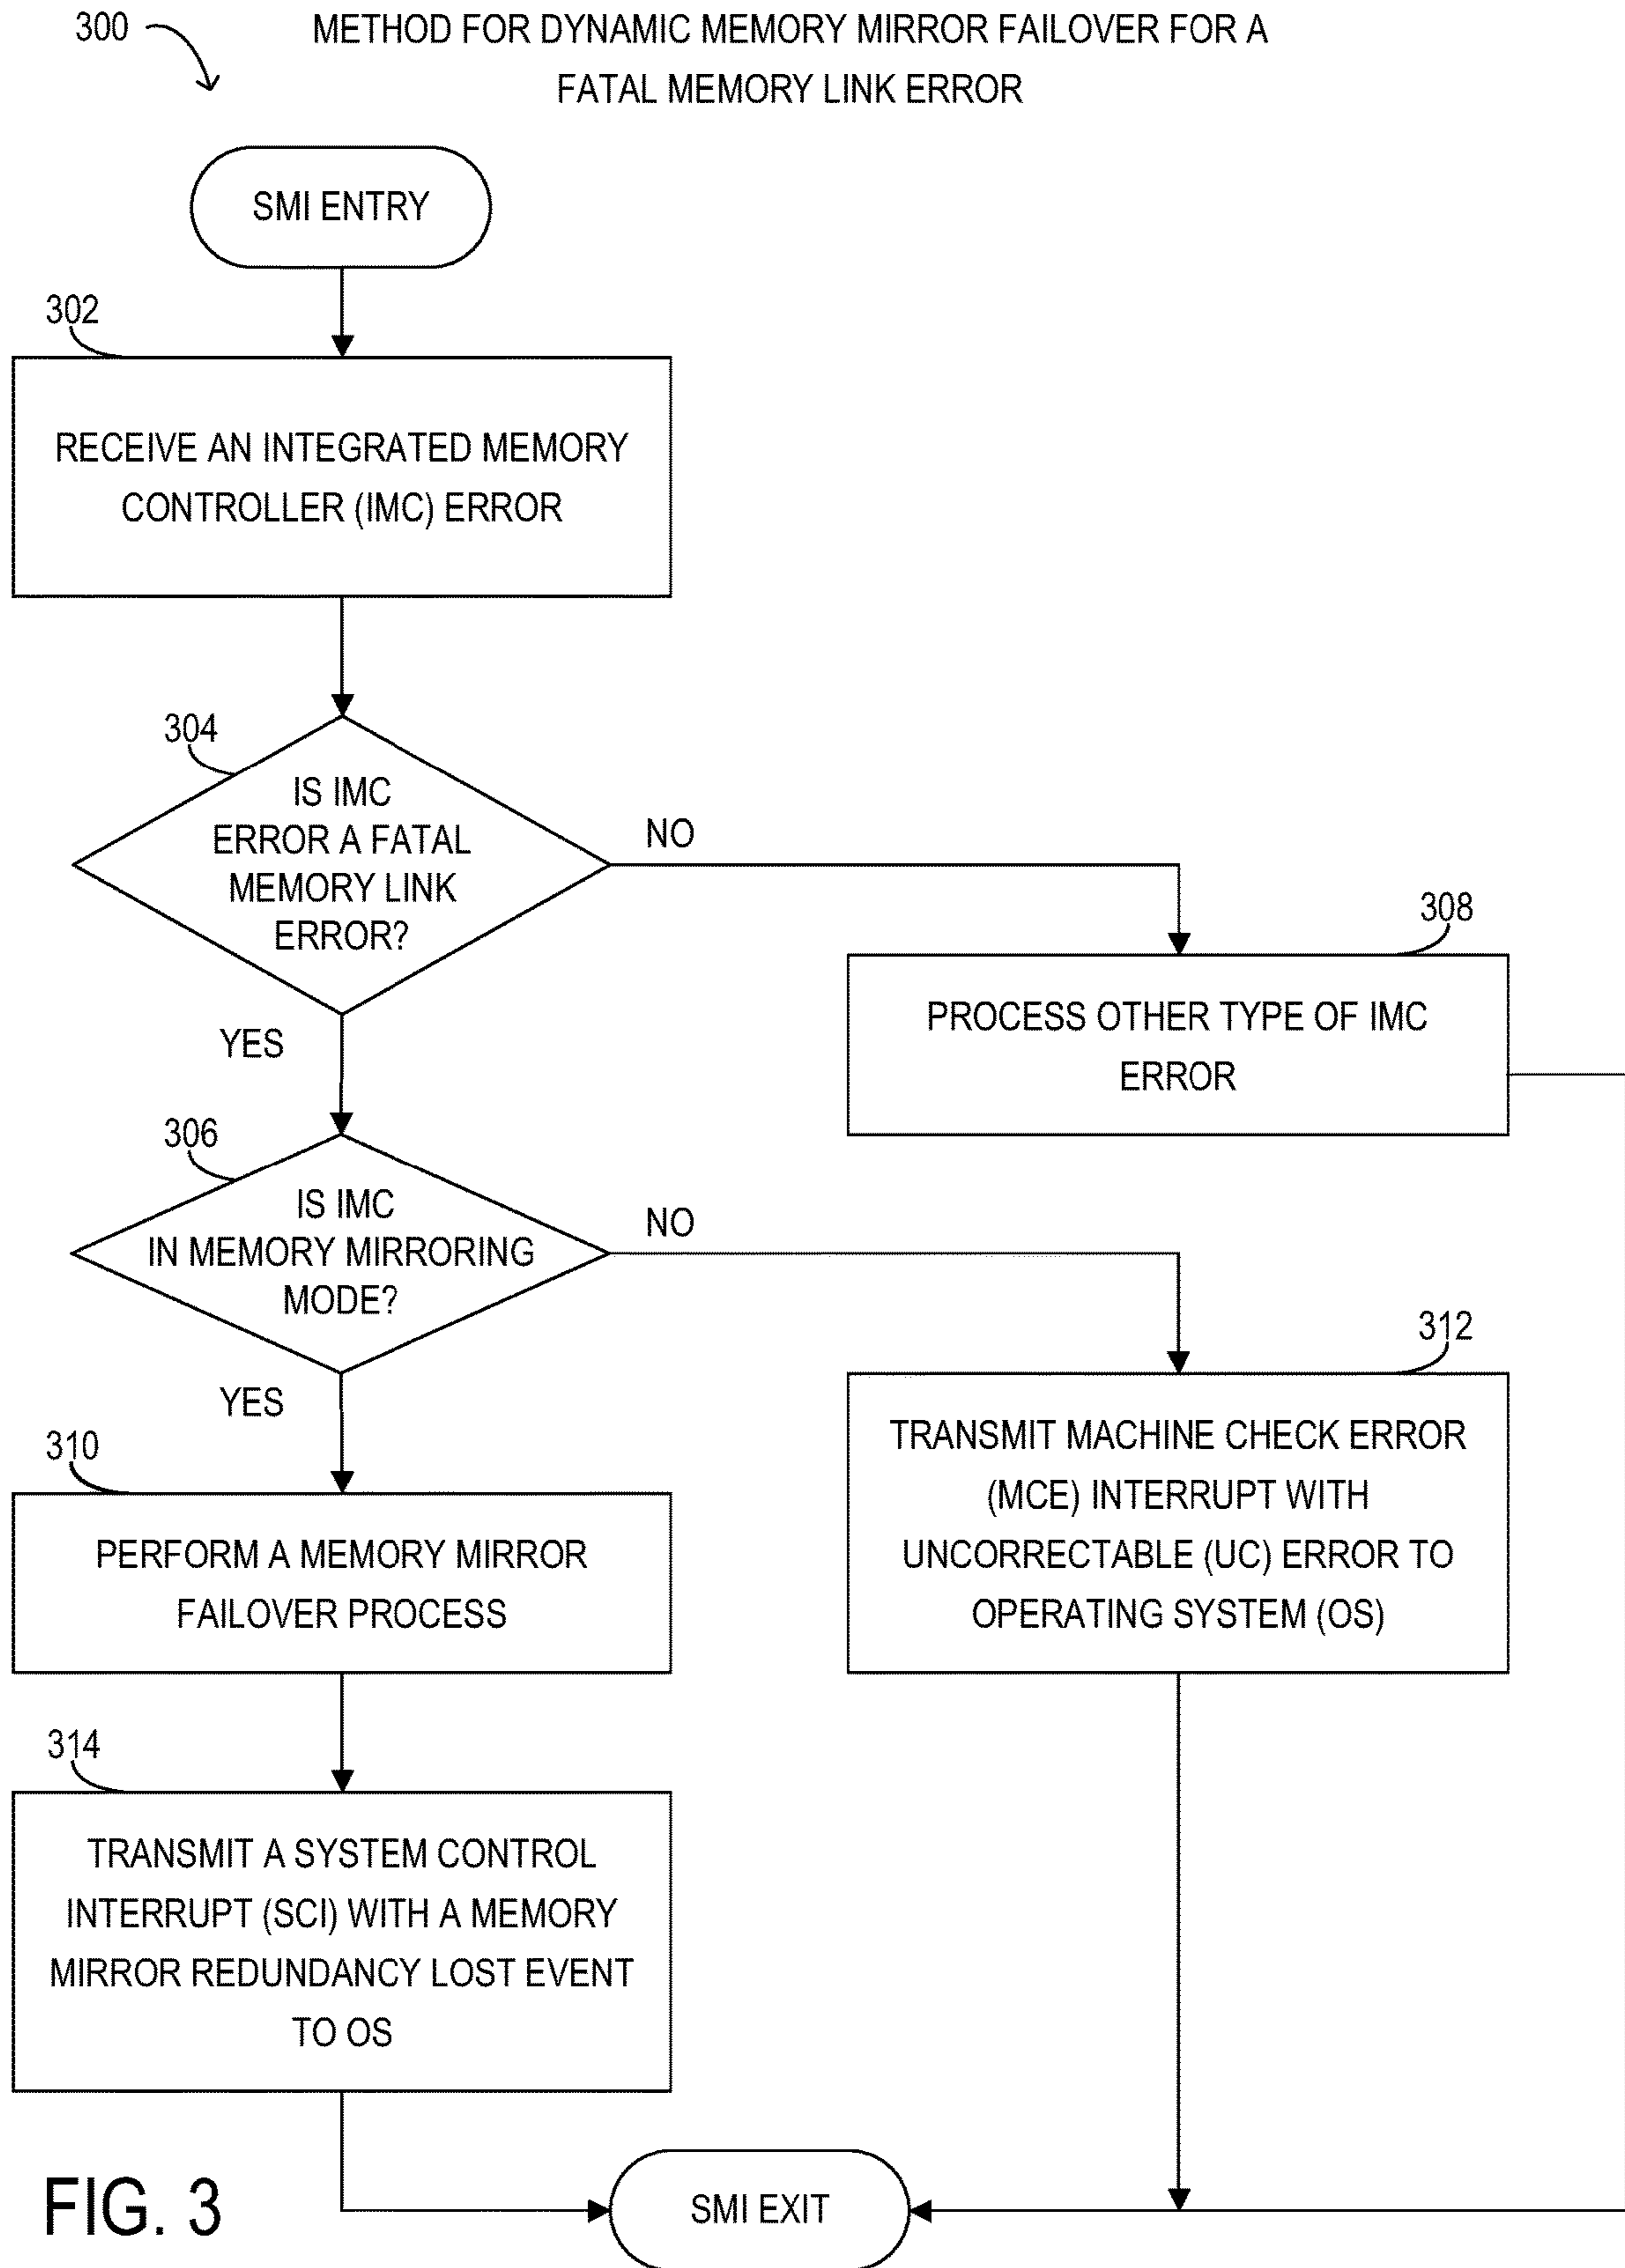 300
METHOD FOR DYNAMIC MEMORY MIRROR FAILOVER FOR A
FATAL MEMORY LINK ERROR
SMI ENTRY
302
RECEIVE AN INTEGRATED MEMORY
CONTROLLER (IMC) ERROR
304
IS IMC
ERROR A FATAL
MEMORY LINK
ERROR?
NO
YES
308
PROCESS OTHER TYPE OF IMC
ERROR
306
IS IMC
IN MEMORY MIRRORING
MODE?
NO
YES
312
TRANSMIT MACHINE CHECK ERROR
(MCE) INTERRUPT WITH
UNCORRECTABLE (UC) ERROR TO
OPERATING SYSTEM (OS)
310
PERFORM A MEMORY MIRROR
FAILOVER PROCESS
314
TRANSMIT A SYSTEM CONTROL
INTERRUPT (SCI) WITH A MEMORY
MIRROR REDUNDANCY LOST EVENT
TO OS
SMI EXIT
FIG. 3